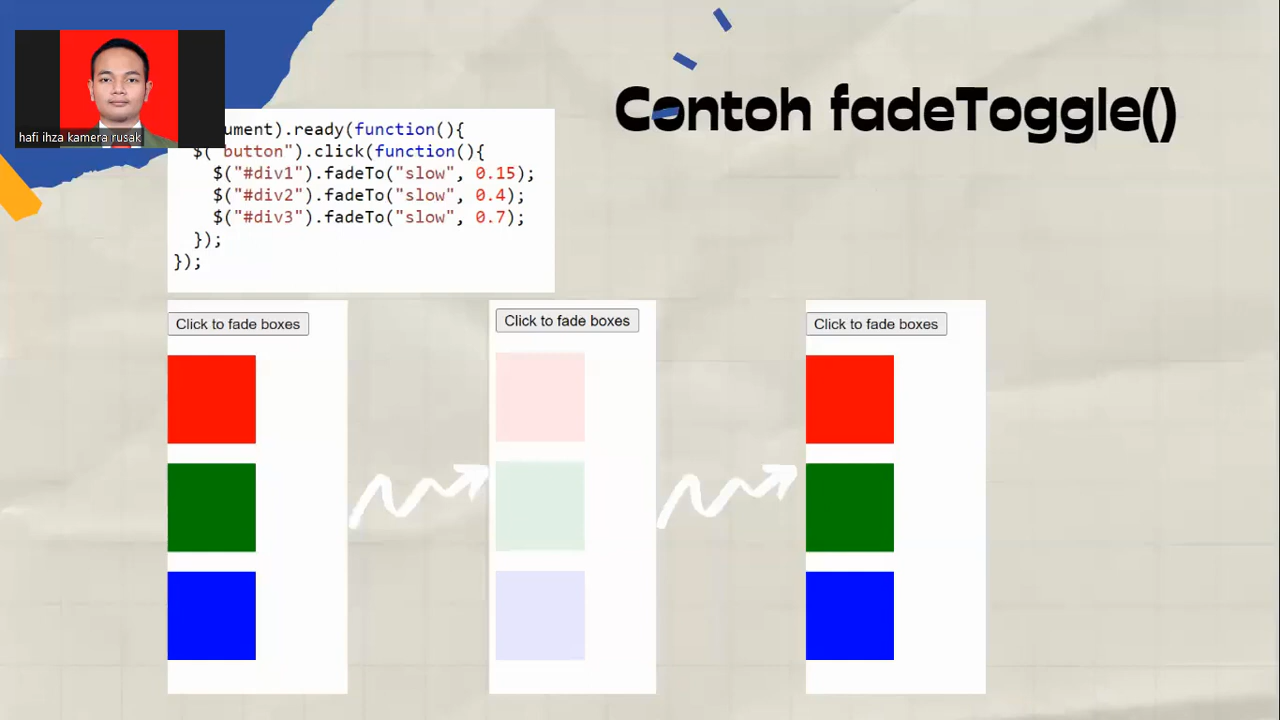 hafi ihza kamera rusak
Contoh fadeToggle()
ument).ready(function(){
$("button").click(function(){
$("#div1").fadeTo("slow", 0.15);
$("#div2").fadeTo("slow", 0.4);
$("#div3").fadeTo("slow", 0.7);
});
});
Click to fade boxes
Click to fade boxes
Click to fade boxes